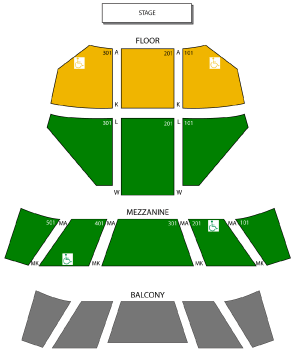 STAGE
FLOOR
301 A 201 A 101
K K
301 L 201 L 101
W W
MEZZANINE
501 MA 401 MA 301 MA 201 MA 101
MK MK MK MK
BALCONY